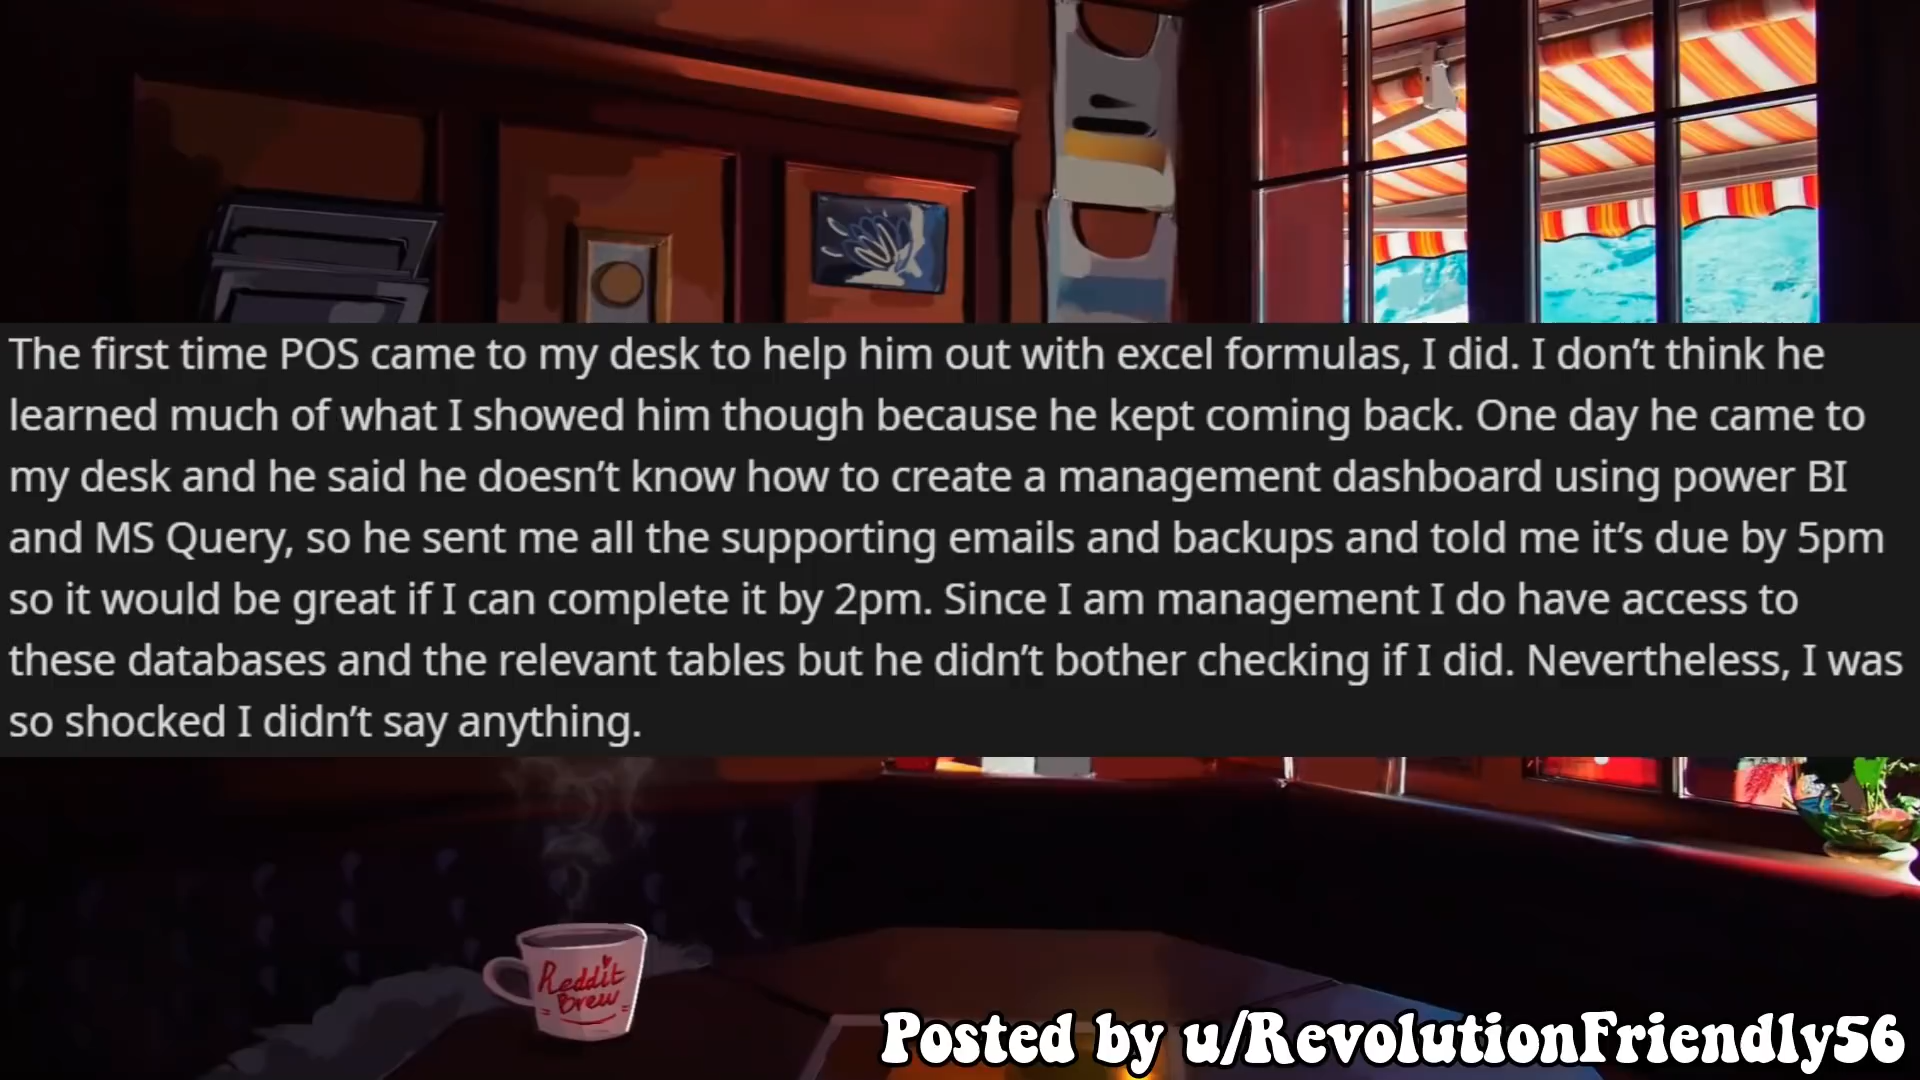 The first time POS came to my desk to help him out with excel formulas, I did. I don’t think he
learned much of what I showed him though because he kept coming back. One day he came to
my desk and he said he doesn’t know how to create a management dashboard using power BI
and MS Query, so he sent me all the supporting emails and backups and told me it’s due by 5pm
so it would be great if I can complete it by 2pm. Since I am management I do have access to
these databases and the relevant tables but he didn’t bother checking if I did. Nevertheless, I was
so shocked I didn’t say anything.
Reddit
Brew
Posted by u/RevolutionFriendly56